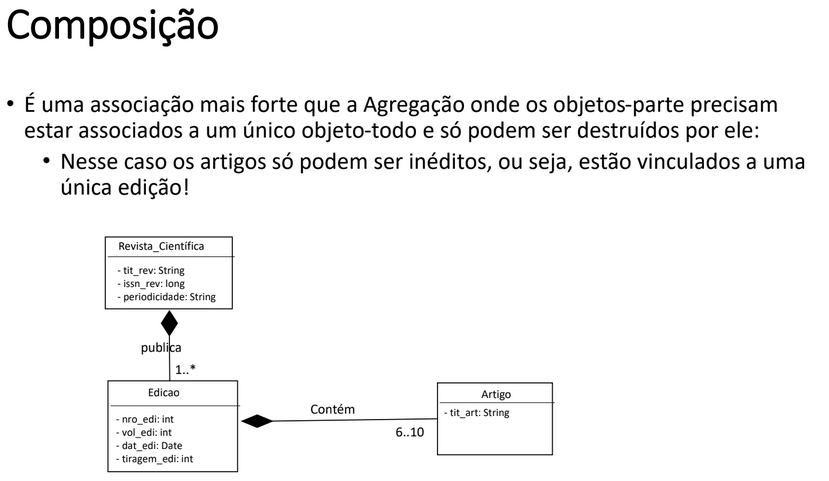 Composição
• É uma associação mais forte que a Agregação onde os objetos-parte precisam
estar associados a um único objeto-todo e só podem ser destruídos por ele:
• Nesse caso os artigos só podem ser inéditos, ou seja, estão vinculados a uma
única edição!
Revista_Científica
- tit_rev: String
- issn_rev: long
- periodicidade: String
publica
1..*
Edicao
- nro_edi: int
- vol_edi: int
- dat_edi: Date
- tiragem_edi: int
Contém
6..10
Artigo
- tit_art: String